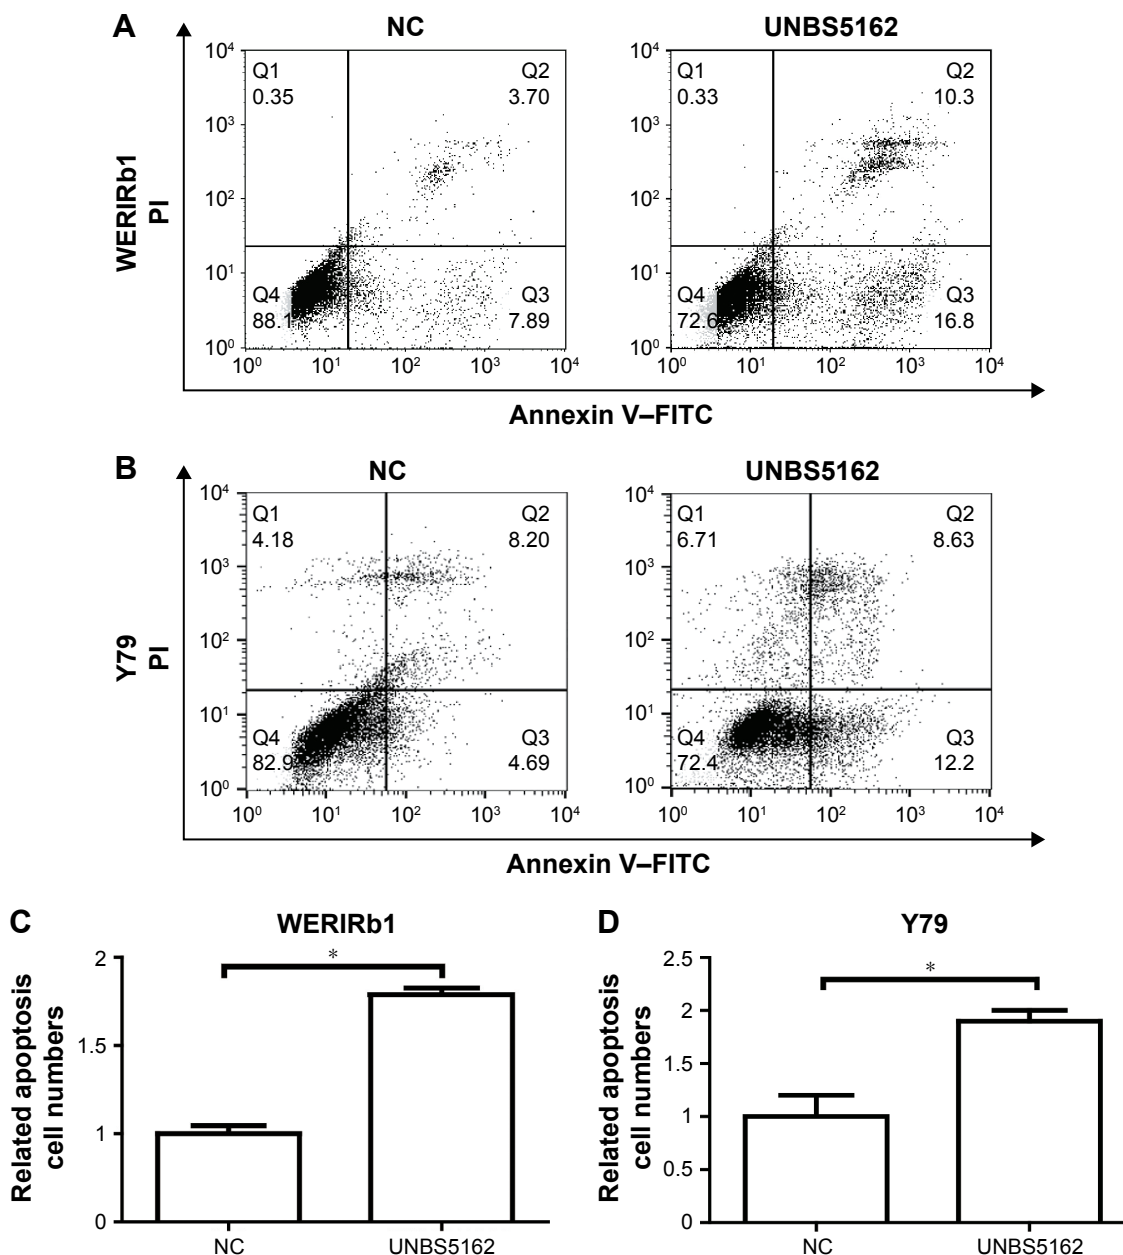 A
NC
UNBS5162
WERIRb1
PI
10⁴
10³
10²
10¹
10⁰
Q1
0.35
Q2
3.70
Q4
88.1
Q3
7.89
10⁰ 10¹ 10² 10³ 10⁴
10⁴
10³
10²
10¹
10⁰
Q1
0.33
Q2
10.3
Q4
72.6
Q3
16.8
10⁰ 10¹ 10² 10³ 10⁴
Annexin V–FITC
B
NC
UNBS5162
Y79
PI
10⁴
10³
10²
10¹
10⁰
Q1
4.18
Q2
8.20
Q4
82.9
Q3
4.69
10⁰ 10¹ 10² 10³ 10⁴
10⁴
10³
10²
10¹
10⁰
Q1
6.71
Q2
8.63
Q4
72.4
Q3
12.2
10⁰ 10¹ 10² 10³ 10⁴
Annexin V–FITC
C
WERIRb1
Related apoptosis
cell numbers
2
1.5
1
0
*
NC
UNBS5162
D
Y79
Related apoptosis
cell numbers
2.5
2
1.5
1
0.5
0
*
NC
UNBS5162